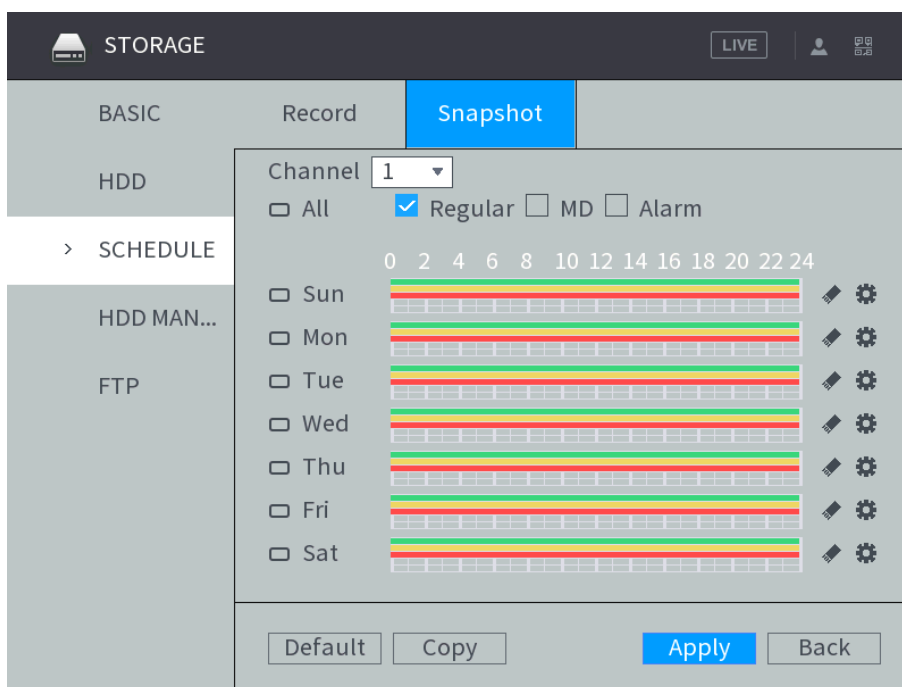 STORAGE LIVE
BASIC Record Snapshot
HDD Channel 1
All Regular MD Alarm
SCHEDULE
0 2 4 6 8 10 12 14 16 18 20 22 24
Sun
HDD MAN...
Mon
FTP Tue
Wed
Thu
Fri
Sat
Default Copy Apply Back